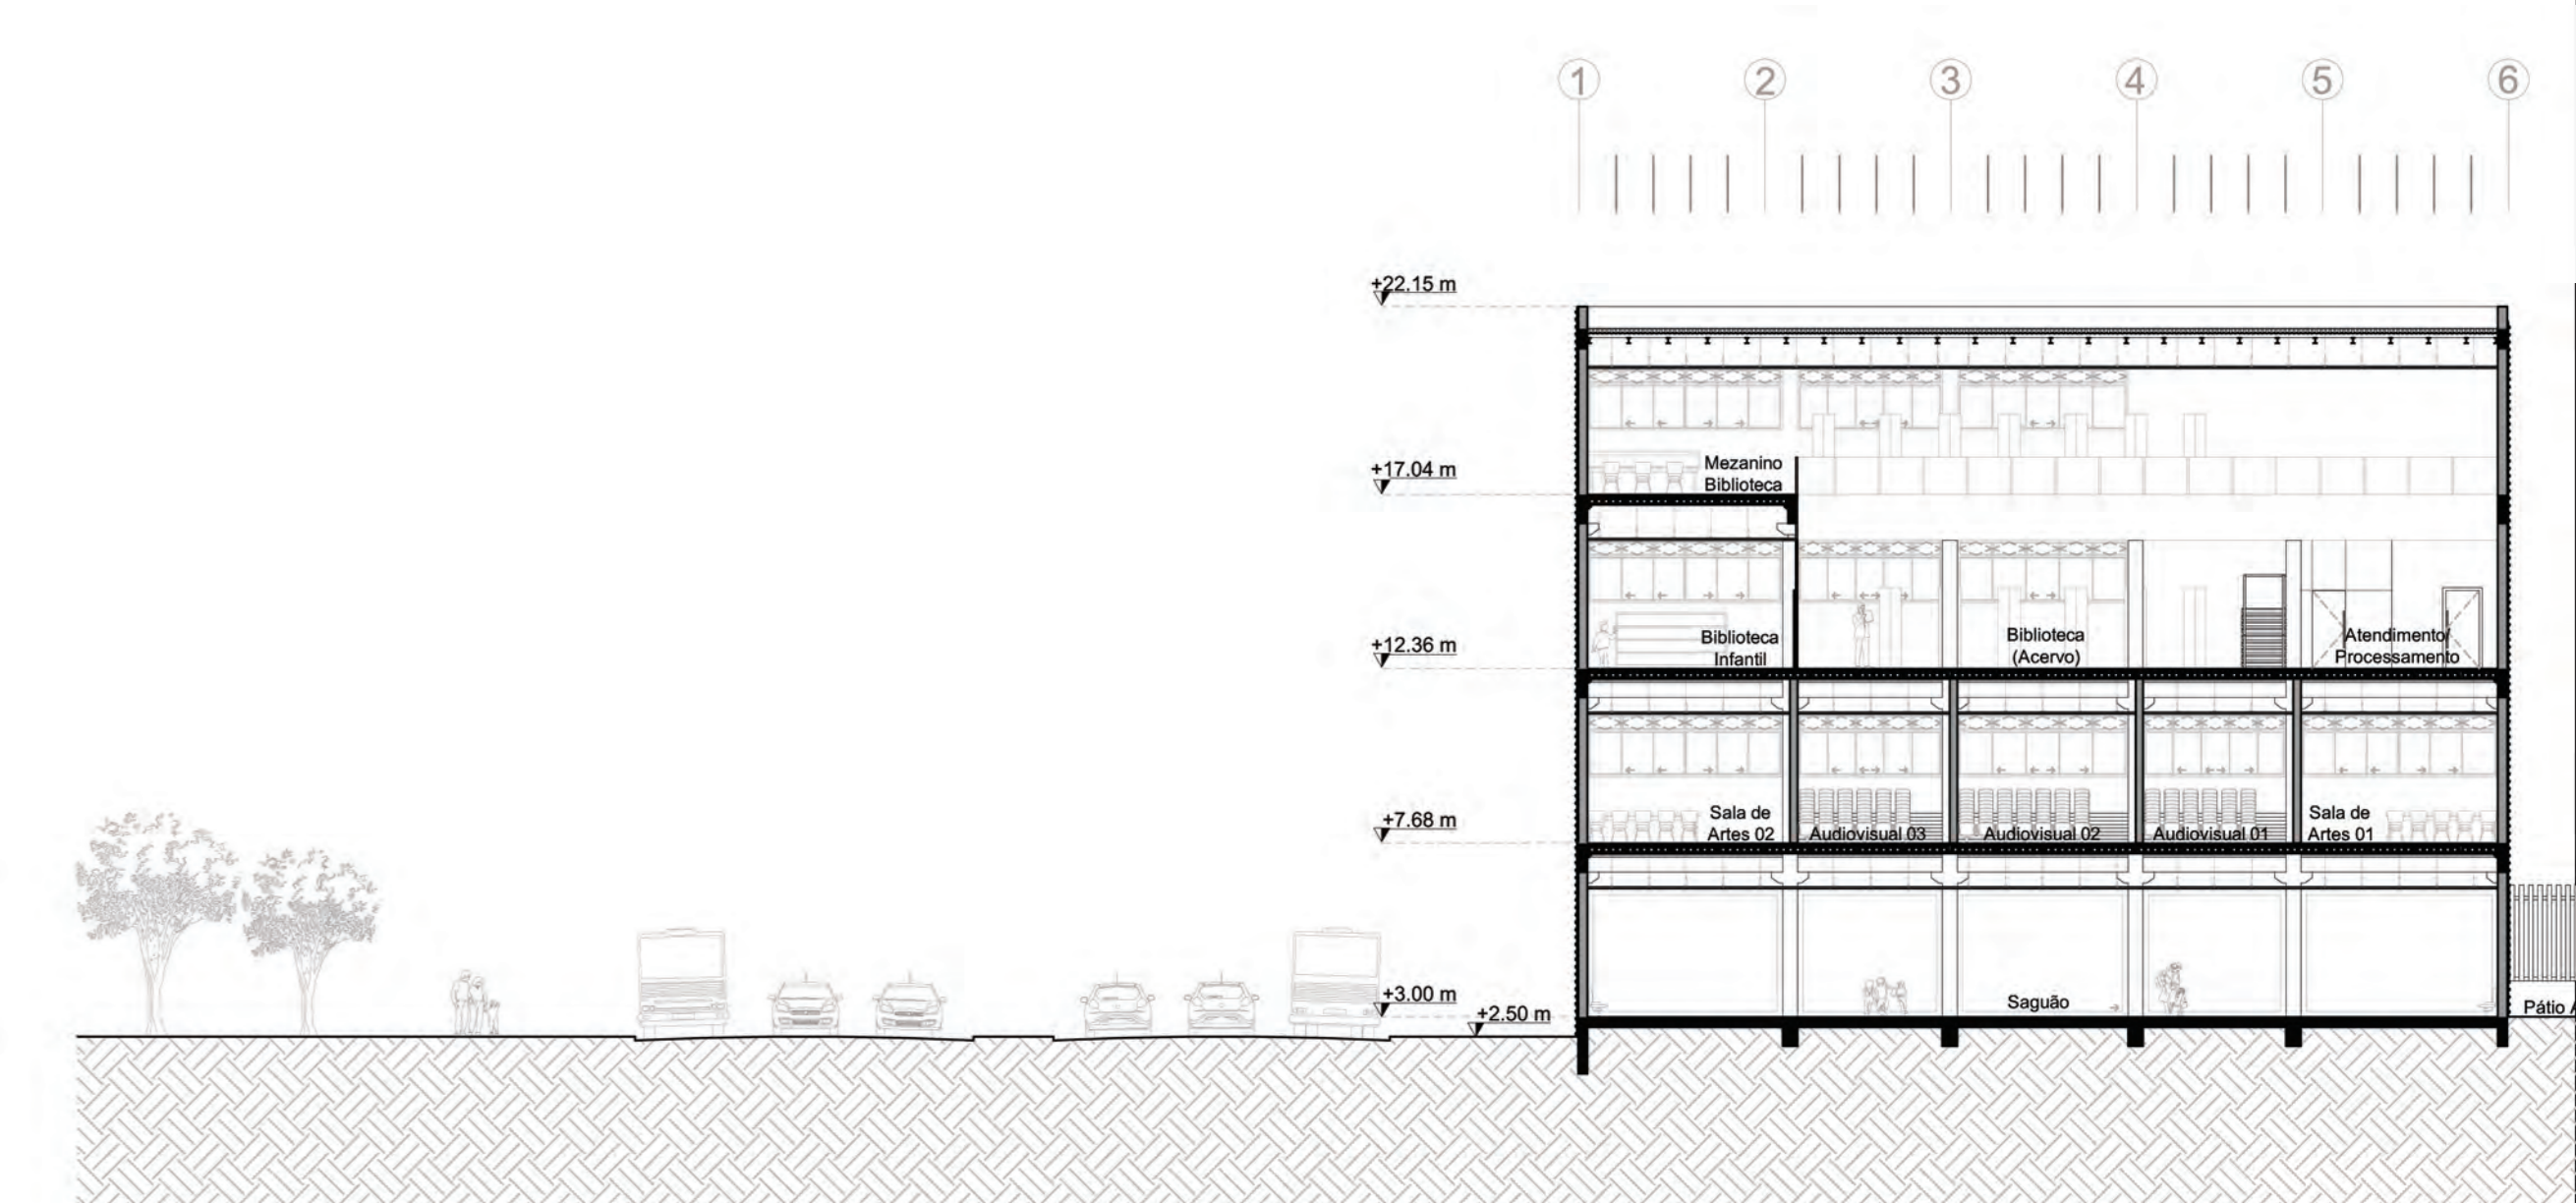 1 2 3 4 5 6
+22.15 m
+17.04 m
Mezanino
Biblioteca
+12.36 m
Biblioteca
Infantil
Biblioteca
(Acervo)
Atendimento/
Processamento
+7.68 m
Sala de
Artes 02
Audiovisual 03
Audiovisual 02
Audiovisual 01
Sala de
Artes 01
+3.00 m
+2.50 m
Saguão
Pátio